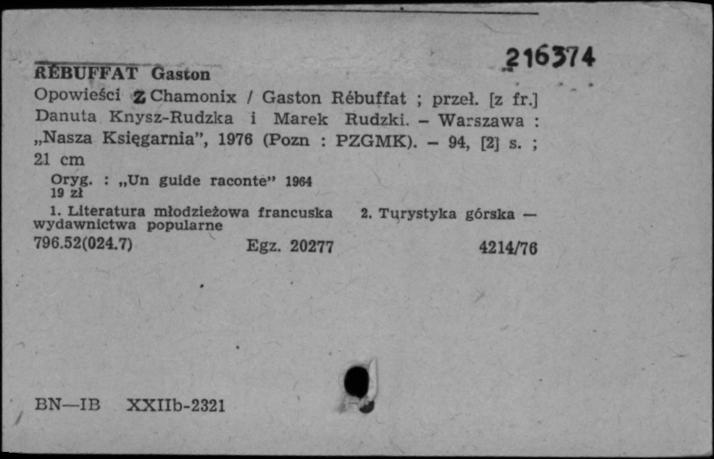 216374
RÉBUFFAT Gaston
Opowieści Z Chamonix / Gaston Rébuffat ; przeł. [z fr.]
Danuta Knysz-Rudzka i Marek Rudzki. — Warszawa :
„Nasza Księgarnia”, 1976 (Pozn : PZGMK). — 94, [2] s. ;
21 cm
Oryg. : „Un guide raconte” 1964
19 zł
1. Literatura młodzieżowa francuska 2. Turystyka górska —
wydawnictwa popularne
796.52(024.7) Egz. 20277 4214/76
BN—IB XXIIb-2321